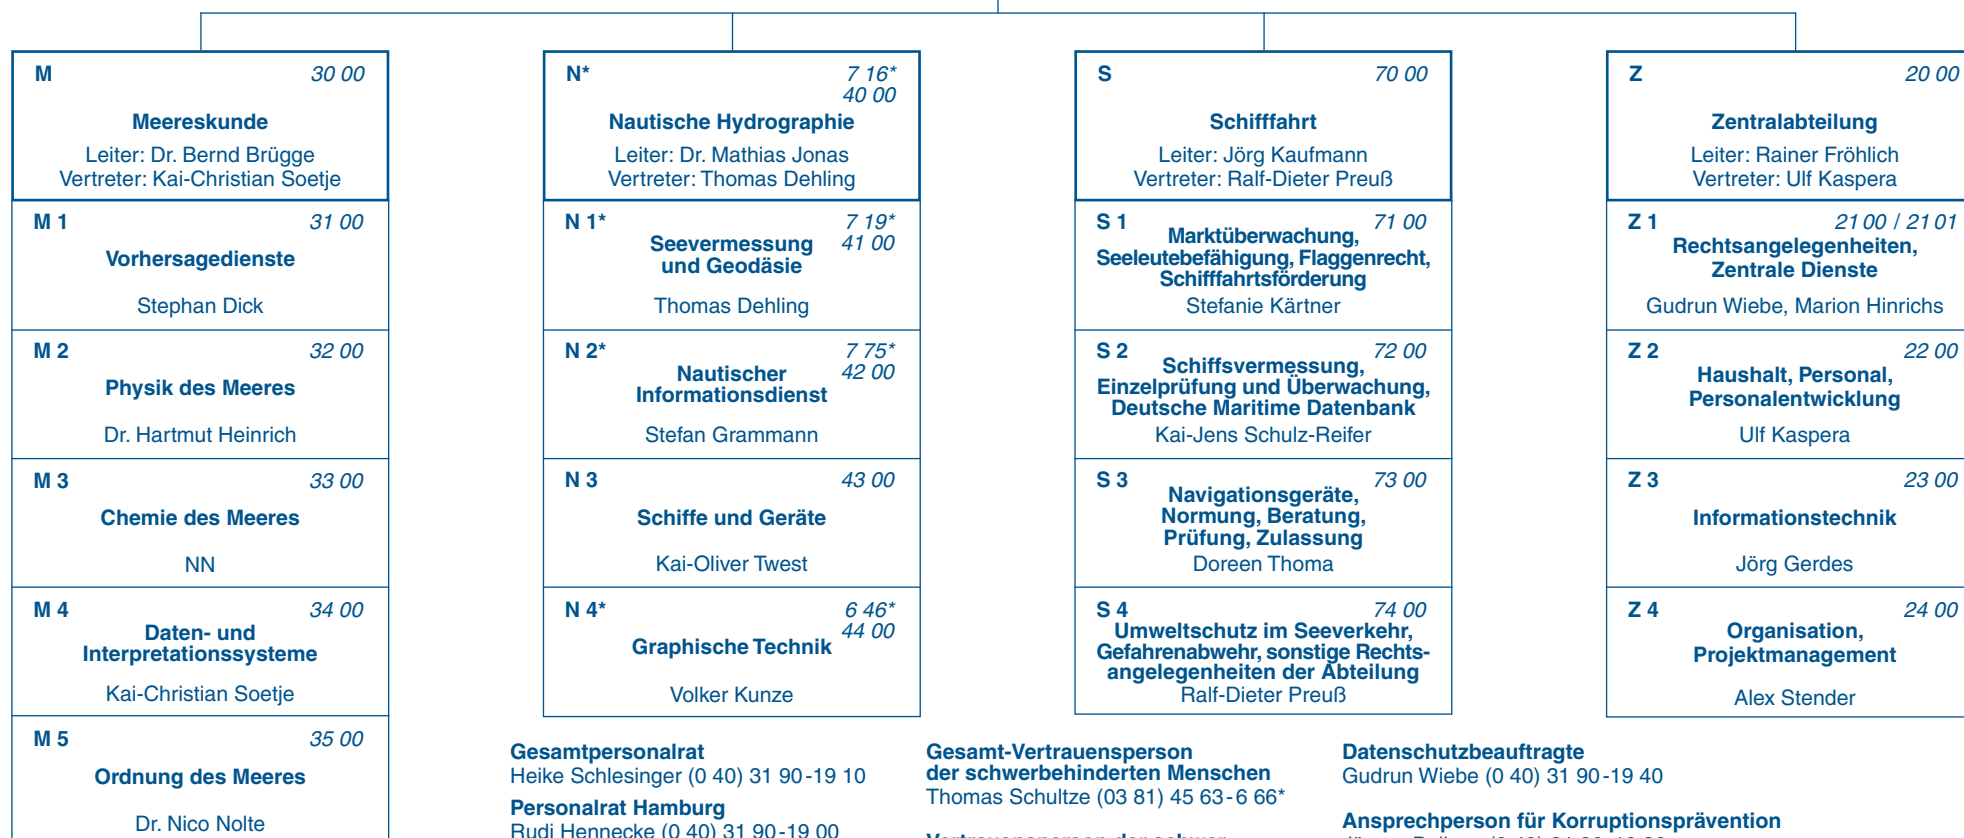 M 30 00
Meereskunde
Leiter: Dr. Bernd Brügge
Vertreter: Kai-Christian Soetje
M 1 31 00
Vorhersagedienste
Stephan Dick
M 2 32 00
Physik des Meeres
Dr. Hartmut Heinrich
M 3 33 00
Chemie des Meeres
NN
M 4 34 00
Daten- und
Interpretationssysteme
Kai-Christian Soetje
M 5 35 00
Ordnung des Meeres
Dr. Nico Nolte
N* 7 16*
40 00
Nautische Hydrographie
Leiter: Dr. Mathias Jonas
Vertreter: Thomas Dehling
N 1* 7 19*
Seevermessung 41 00
und Geodäsie
Thomas Dehling
N 2* 7 75*
Nautischer 42 00
Informationsdienst
Stefan Grammann
N 3 43 00
Schiffe und Geräte
Kai-Oliver Twest
N 4* 6 46*
44 00
Graphische Technik
Volker Kunze
S 70 00
Schifffahrt
Leiter: Jörg Kaufmann
Vertreter: Ralf-Dieter Preuß
S 1 71 00
Marktüberwachung,
Seeleutebefähigung, Flaggenrecht,
Schifffahrtsförderung
Stefanie Kärtner
S 2 72 00
Schiffsvermessung,
Einzelprüfung und Überwachung,
Deutsche Maritime Datenbank
Kai-Jens Schulz-Reifer
S 3 73 00
Navigationsgeräte,
Normung, Beratung,
Prüfung, Zulassung
Doreen Thoma
S 4 74 00
Umweltschutz im Seeverkehr,
Gefahrenabwehr, sonstige Rechts-
angelegenheiten der Abteilung
Ralf-Dieter Preuß
Z 20 00
Zentralabteilung
Leiter: Rainer Fröhlich
Vertreter: Ulf Kaspera
Z 1 21 00 / 21 01
Rechtsangelegenheiten,
Zentrale Dienste
Gudrun Wiebe, Marion Hinrichs
Z 2 22 00
Haushalt, Personal,
Personalentwicklung
Ulf Kaspera
Z 3 23 00
Informationstechnik
Jörg Gerdes
Z 4 24 00
Organisation,
Projektmanagement
Alex Stender
Gesamtpersonalrat
Heike Schlesinger (0 40) 31 90-19 10
Personalrat Hamburg
Rudi Hennecke (0 40) 31 90-19 00
Gesamt-Vertrauensperson
der schwerbehinderten Menschen
Thomas Schultze (03 81) 45 63-6 66*
Vertrauensperson der schwer-
Datenschutzbeauftragte
Gudrun Wiebe (0 40) 31 90-19 40
Ansprechperson für Korruptionsprävention